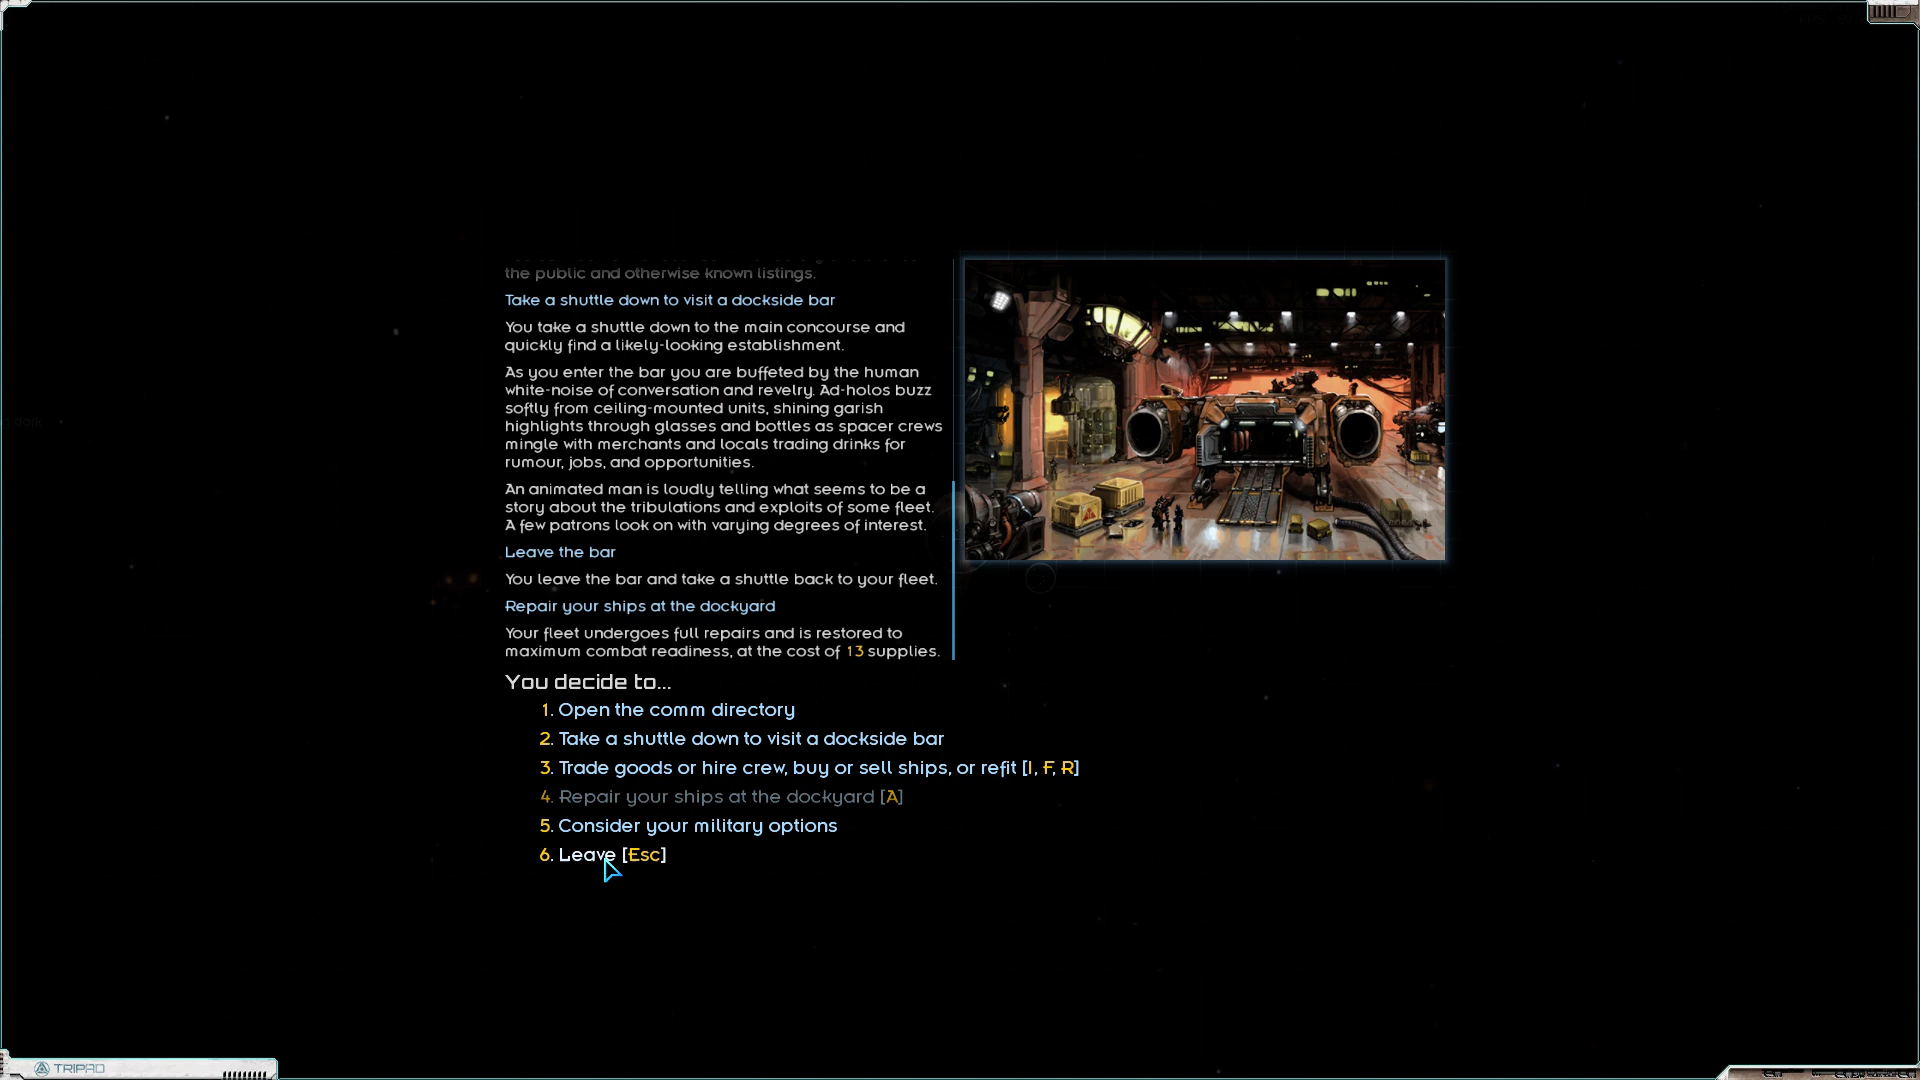 the public and otherwise known listings.
Take a shuttle down to visit a dockside bar
You take a shuttle down to the main concourse and
quickly find a likely-looking establishment.
As you enter the bar you are buffeted by the human
white-noise of conversation and revelry. Ad-holos buzz
softly from ceiling-mounted units, shining garish
highlights through glasses and bottles as spacer crews
mingle with merchants and locals trading drinks for
rumour, jobs, and opportunities.
An animated man is loudly telling what seems to be a
story about the tribulations and exploits of some fleet.
A few patrons look on with varying degrees of interest.
Leave the bar
You leave the bar and take a shuttle back to your fleet.
Repair your ships at the dockyard
Your fleet undergoes full repairs and is restored to
maximum combat readiness, at the cost of 13 supplies.
You decide to...
1. Open the comm directory
2. Take a shuttle down to visit a dockside bar
3. Trade goods or hire crew, buy or sell ships, or refit [I, F, R]
4. Repair your ships at the dockyard [A]
5. Consider your military options
6. Leave [Esc]
TRIPAD